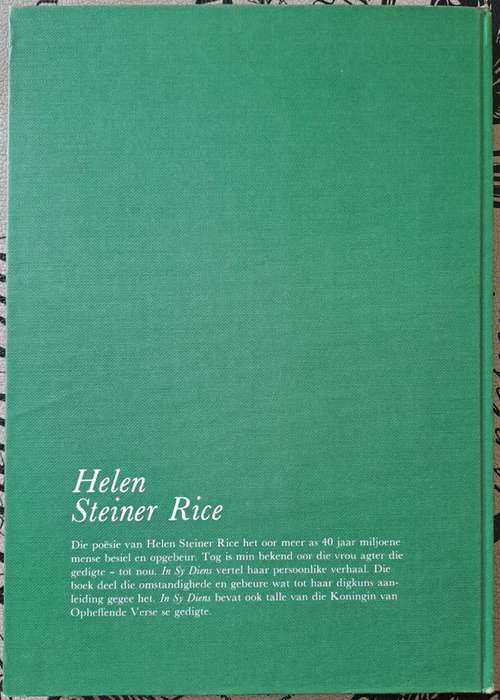 Helen
Steiner Rice
Die poësie van Helen Steiner Rice het oor meer as 40 jaar miljoene
mense besiel en opgebeur. Tog is min bekend oor die vrou agter die
gedigte – tot nou. In Sy Diens vertel haar persoonlike verhaal. Die
boek deel die omstandighede en gebeure wat tot haar digkuns aan-
leiding gegee het. In Sy Diens bevat ook talle van die Koningin van
Opheffende Verse se gedigte.